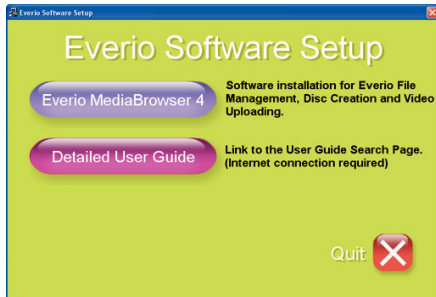 Everio Software Setup
Everio Software Setup
Everio MediaBrowser 4
Software installation for Everio File
Management, Disc Creation and Video
Uploading.
Detailed User Guide
Link to the User Guide Search Page.
(Internet connection required)
Quit